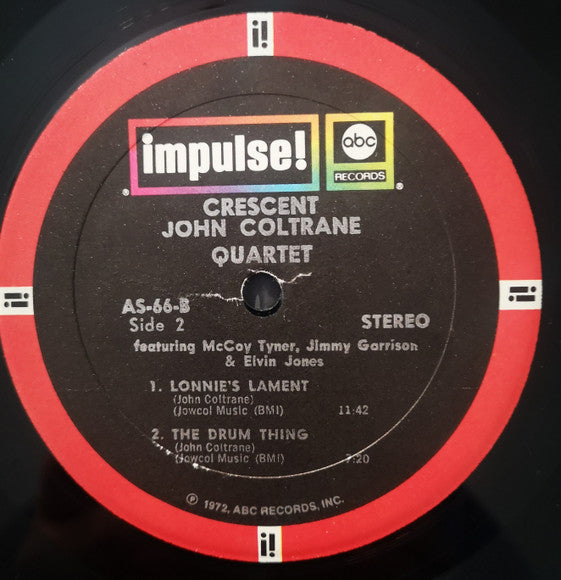 i!
impulse!
abc
RECORDS
CRESCENT
JOHN COLTRANE
QUARTET
AS-66-B
Side 2
STEREO
featuring McCoy Tyner, Jimmy Garrison
& Elvin Jones
1. LONNIE'S LAMENT
(John Coltrane)
(Jowcol Music (BMI) 11:42
2. THE DRUM THING
(John Coltrane)
(Jowcol Music (BMI) 7:20
℗ 1972, ABC RECORDS, INC.
i!
i!
i!